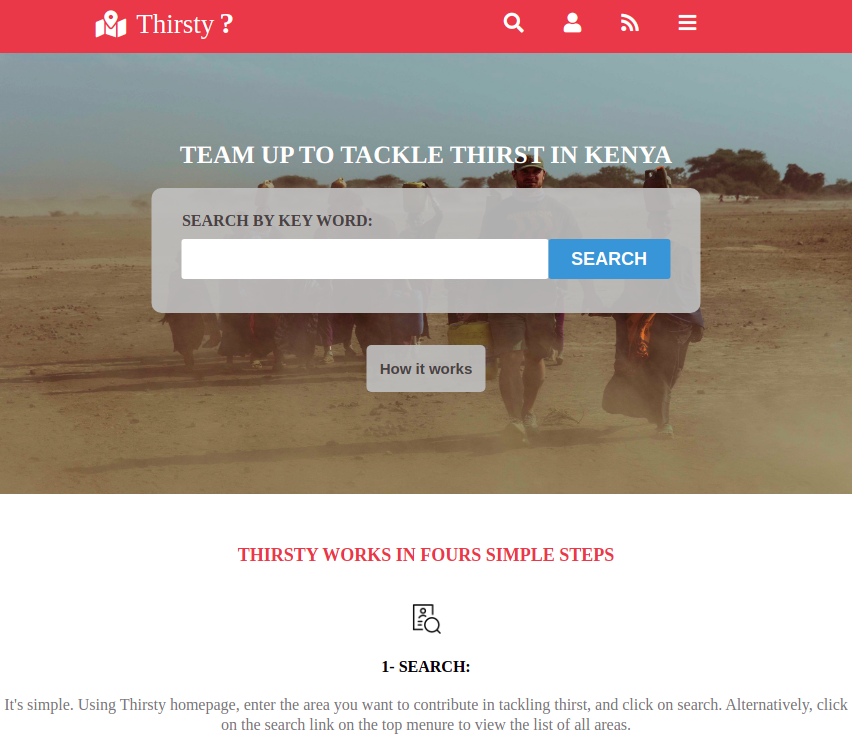 Thirsty ?
TEAM UP TO TACKLE THIRST IN KENYA
SEARCH BY KEY WORD:
SEARCH
How it works
THIRSTY WORKS IN FOURS SIMPLE STEPS
1- SEARCH:
It's simple. Using Thirsty homepage, enter the area you want to contribute in tackling thirst, and click on search. Alternatively, click
on the search link on the top menure to view the list of all areas.